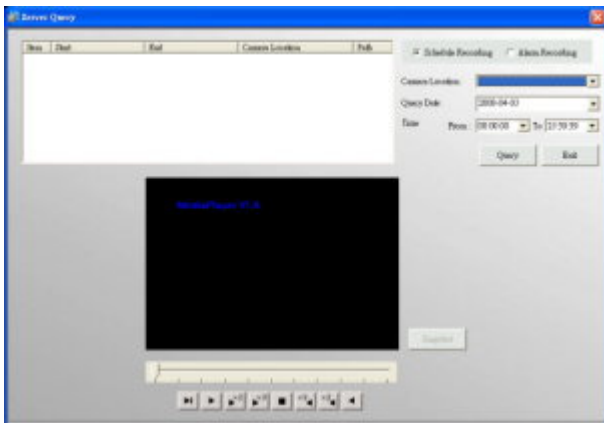 Server Query
Item Start End Camera Location Path
Schedule Recording Alarm Recording
Camera Location:
Query Date: 2008-04-03
Time From: 00:00:00 To 23:59:59
Query Exit
Snapshot